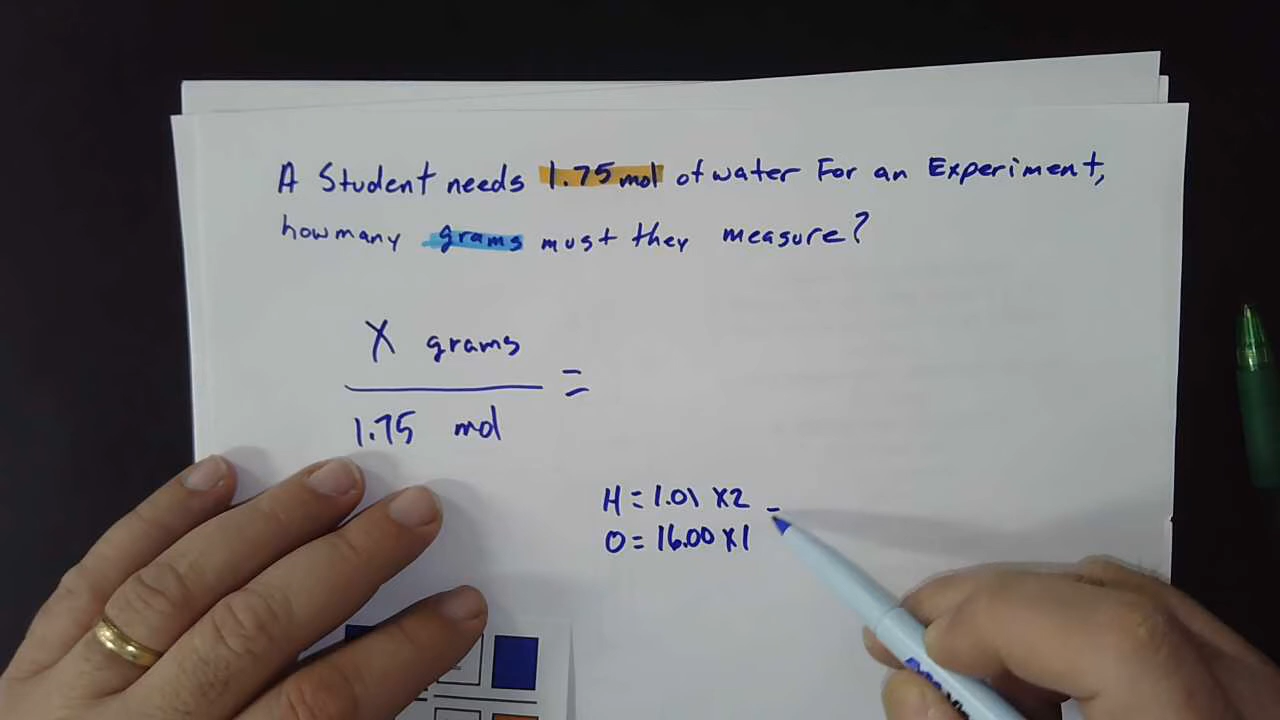 A Student needs 1.75 mol of water For an Experiment,
how many grams must they measure?
X grams
1.75 mol
=
H = 1.01 X2 -
O = 16.00 X1